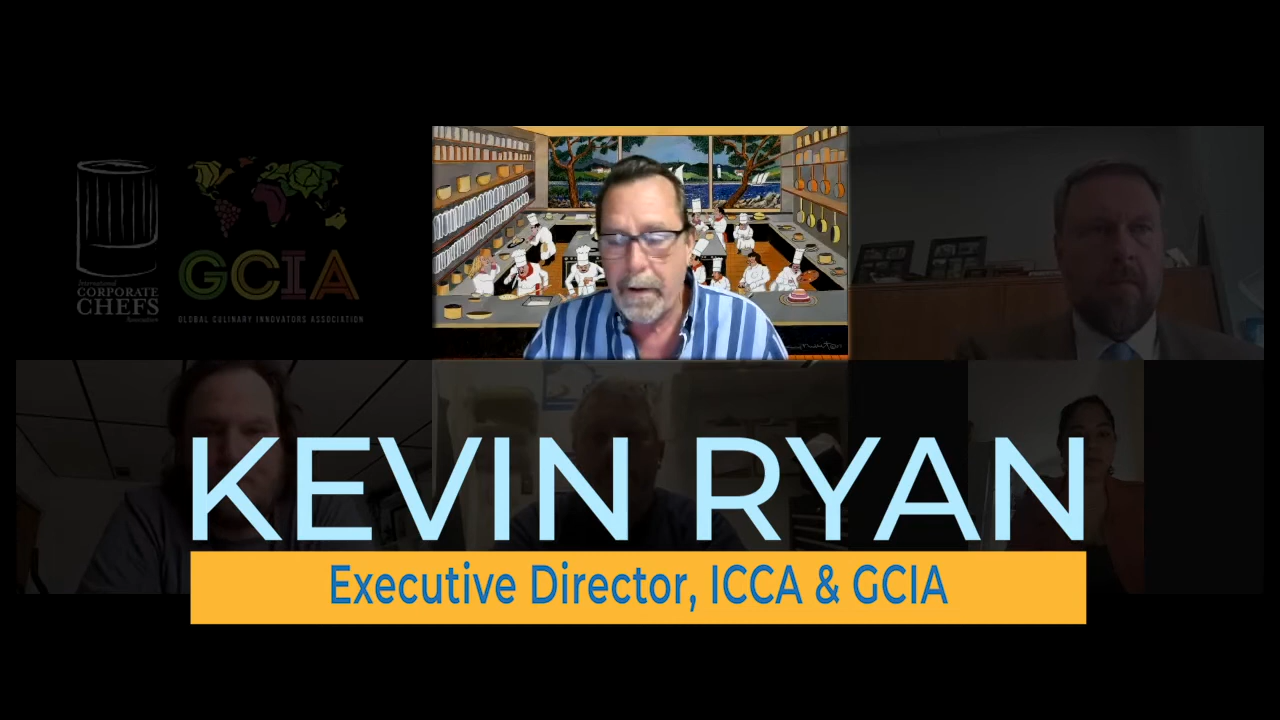 International
CORPORATE
CHEFS
Association
GCIA
GLOBAL CULINARY INNOVATORS ASSOCIATION
KEVIN RYAN
Executive Director, ICCA & GCIA